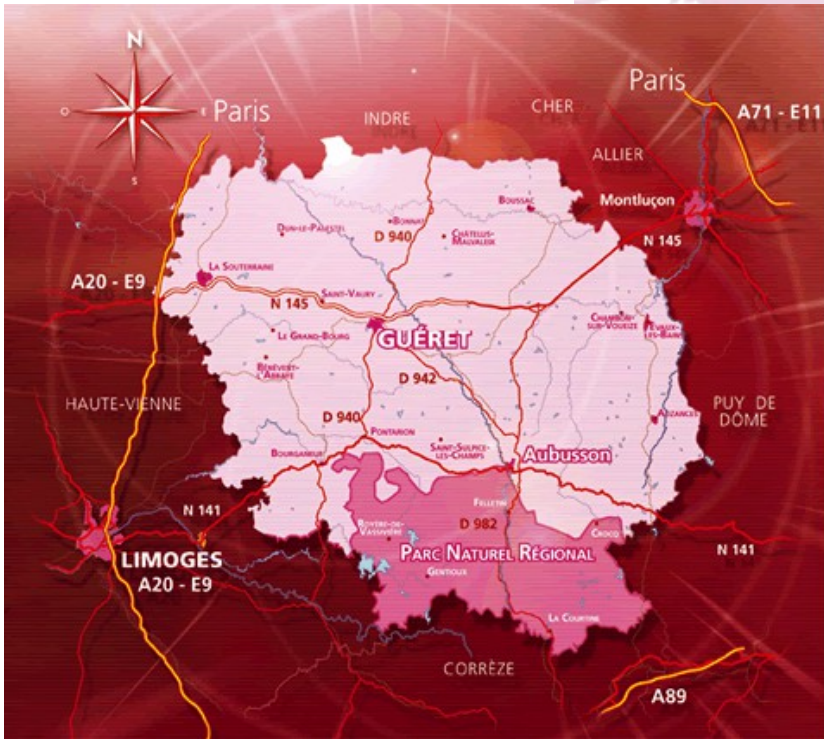 N
O
E
S
Paris
INDRE
CHER
ALLIER
Paris
A71 - E11
Montluçon
N 145
BOUSSAC
BONNAT
DUN-LE-PALESTEL
D 940
CHÂTELUS-
MALVALEIX
LA SOUTERRAINE
A20 - E9
N 145
SAINT-VAURY
GUÉRET
LE GRAND-BOURG
CHAMBON-
SUR-VOUEIZE
EVAUX-
LES-BAINS
BÉNÉVENT-
L'ABBAYE
D 942
HAUTE-VIENNE
PUY DE
DÔME
AUZANCES
D 940
PONTARION
BOURGANEUF
SAINT-SULPICE-
LES-CHAMPS
Aubusson
N 141
FELLETIN
ROYÈRE-DE-
VASSIVIÈRE
D 982
CROCQ
PARC NATUREL RÉGIONAL
N 141
LIMOGES
A20 - E9
GENTIOUX
LA COURTINE
CORRÈZE
A89